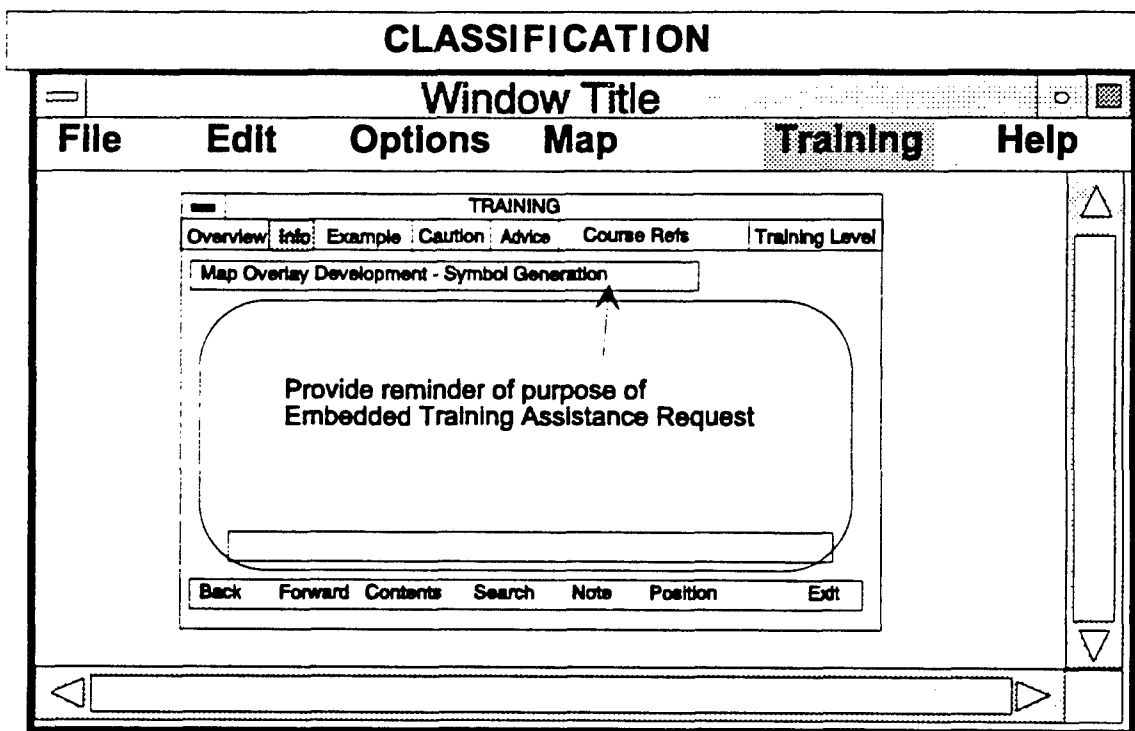 CLASSIFICATION
Window Title
File Edit Options Map Training Help
TRAINING
Overview Info Example Caution Advice Course Refs Training Level
Map Overlay Development - Symbol Generation
Provide reminder of purpose of
Embedded Training Assistance Request
Back Forward Contents Search Note Position Exit